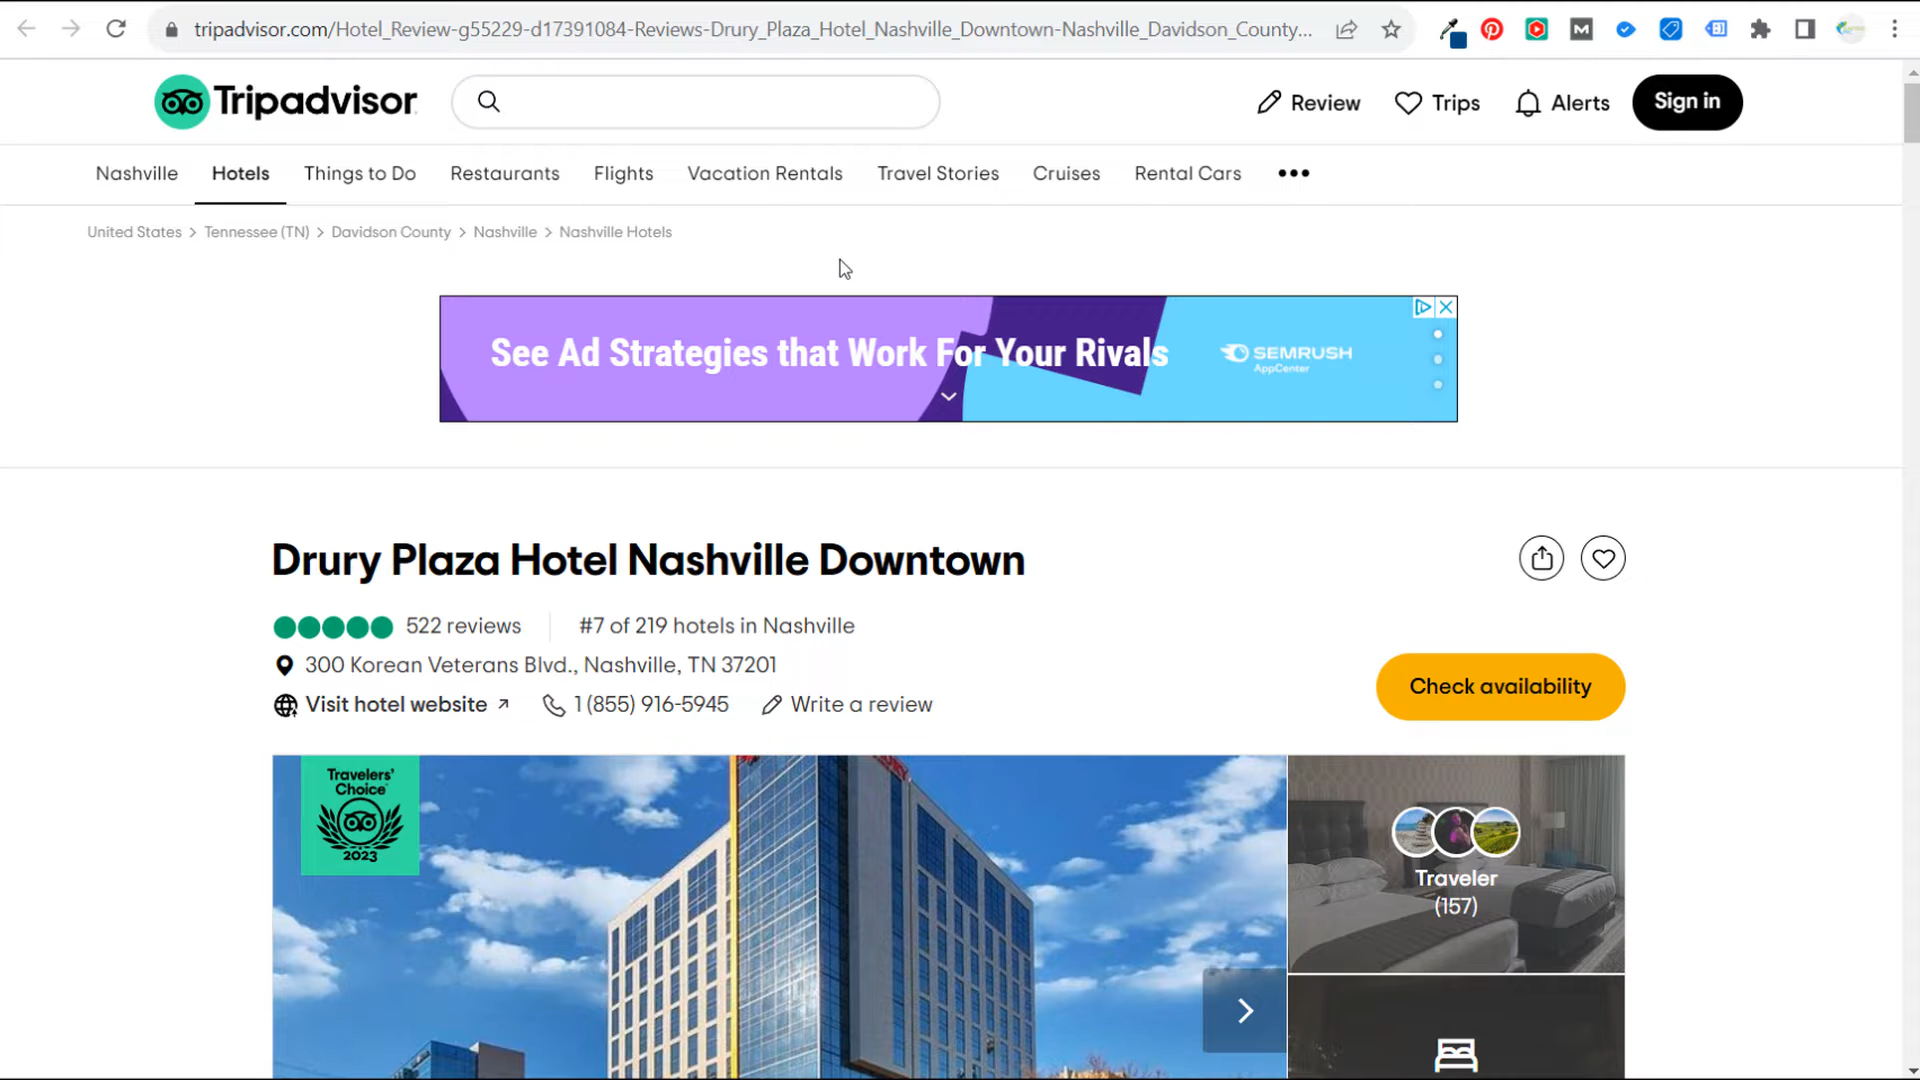 tripadvisor.com/Hotel_Review-g55229-d17391084-Reviews-Drury_Plaza_Hotel_Nashville_Downtown-Nashville_Davidson_County...
Tripadvisor
Review
Trips
Alerts
Sign in
Nashville
Hotels
Things to Do
Restaurants
Flights
Vacation Rentals
Travel Stories
Cruises
Rental Cars
•••
United States > Tennessee (TN) > Davidson County > Nashville > Nashville Hotels
See Ad Strategies that Work For Your Rivals
SEMRUSH
AppCenter
Drury Plaza Hotel Nashville Downtown
522 reviews
#7 of 219 hotels in Nashville
300 Korean Veterans Blvd., Nashville, TN 37201
Visit hotel website
1 (855) 916-5945
Write a review
Check availability
Travelers'
Choice
2023
Traveler
(157)